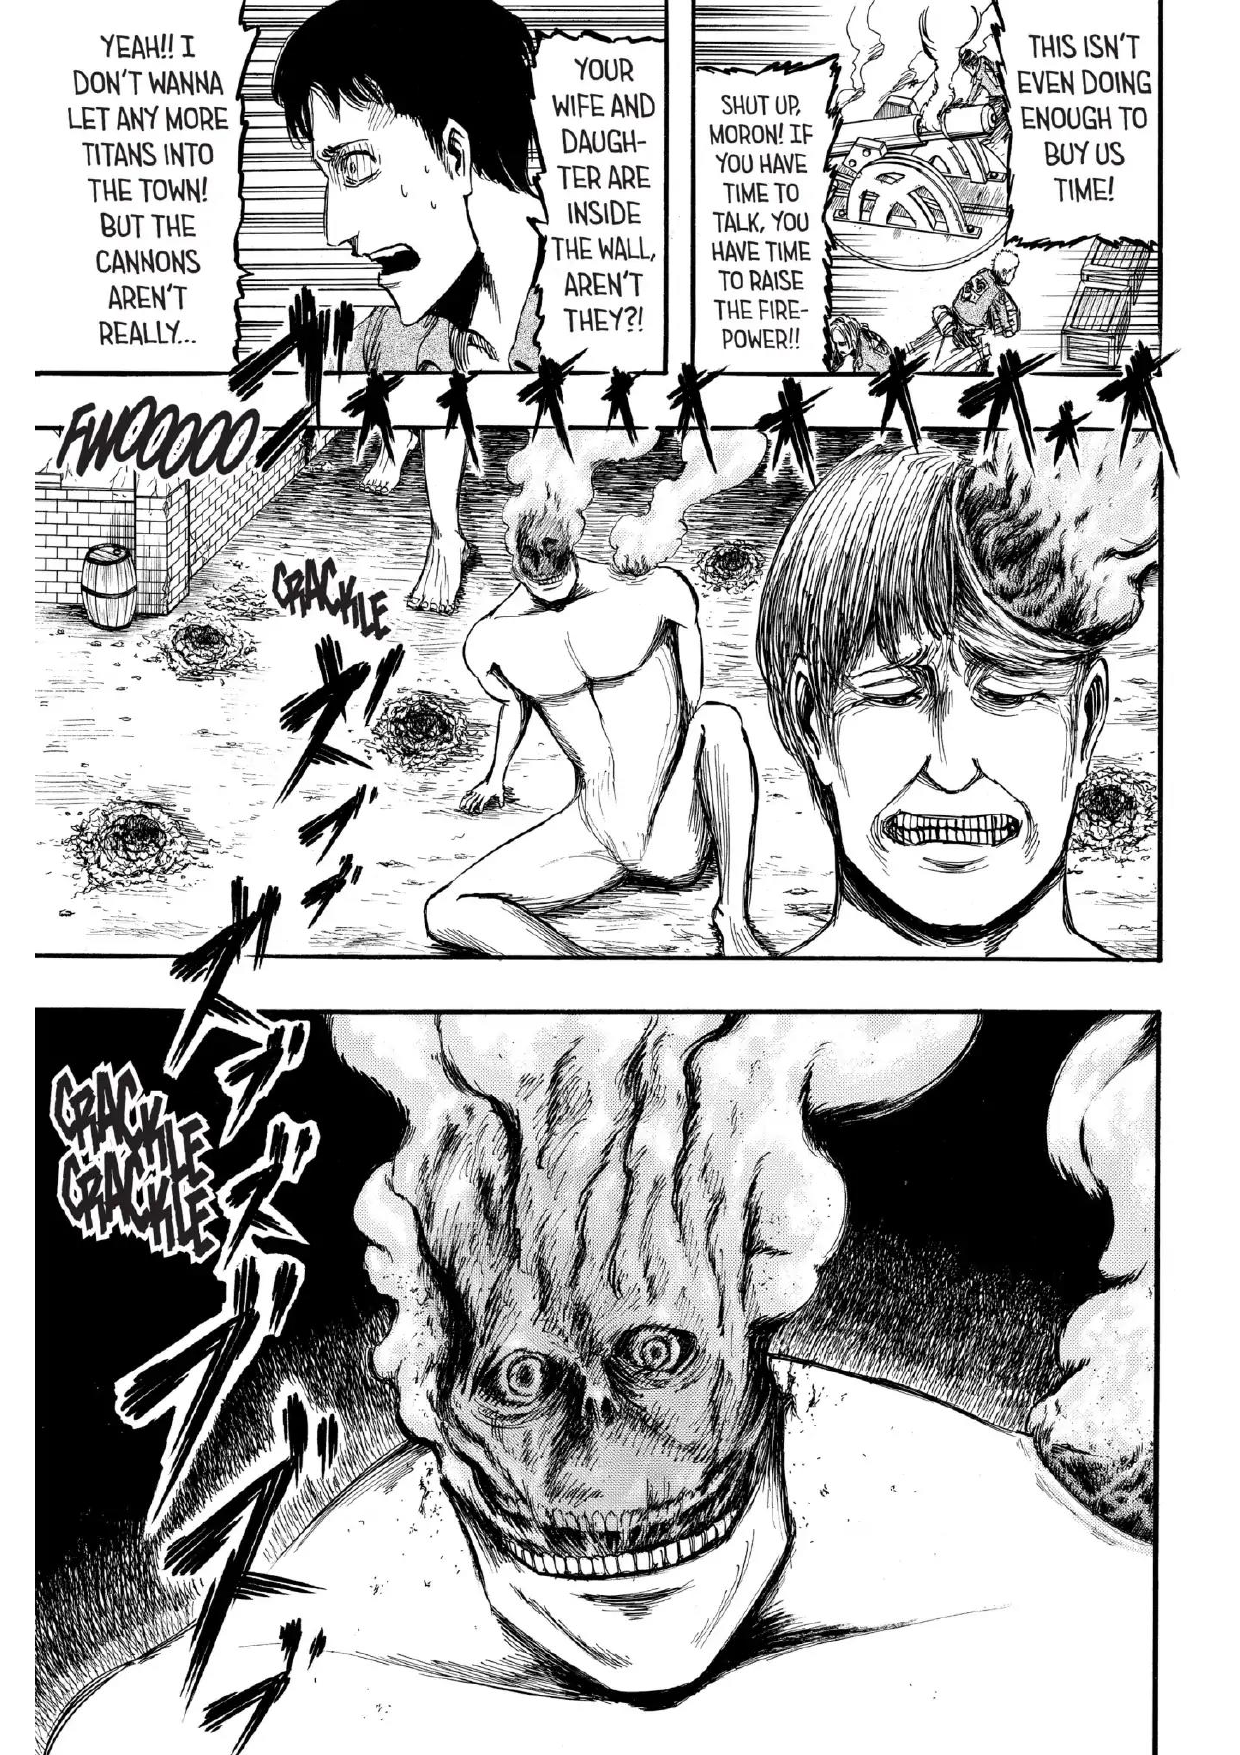 THIS ISN'T
EVEN DOING
ENOUGH TO
BUY US
TIME!
SHUT UP,
MORON! IF
YOU HAVE
TIME TO
TALK, YOU
HAVE TIME
TO RAISE
THE FIRE-
POWER!!
YOUR
WIFE AND
DAUGH-
TER ARE
INSIDE
THE WALL,
AREN'T
THEY?!
YEAH!! I
DON'T WANNA
LET ANY MORE
TITANS INTO
THE TOWN!
BUT THE
CANNONS
AREN'T
REALLY...
FWOOOOO
CRACKLE
CRACKLE
CRACKLE